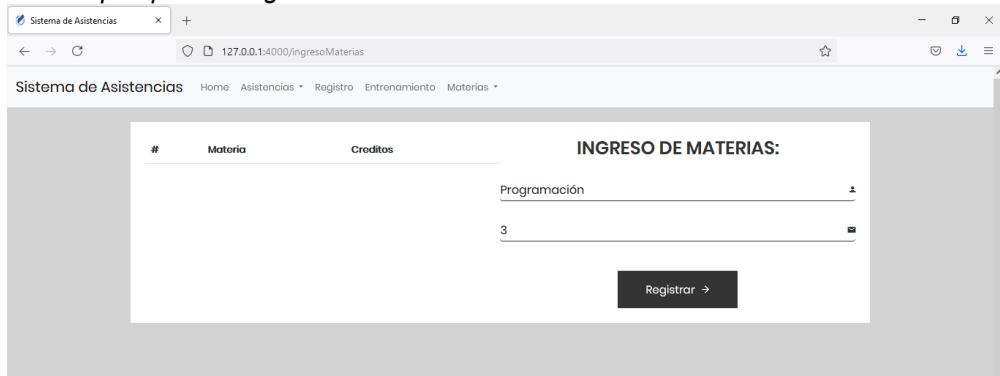 Sistema de Asistencias
127.0.0.1:4000/ingresoMaterias
Sistema de Asistencias Home Asistencias Registro Entrenamiento Materias
# Materia Creditos
INGRESO DE MATERIAS:
Programación
3
Registrar →